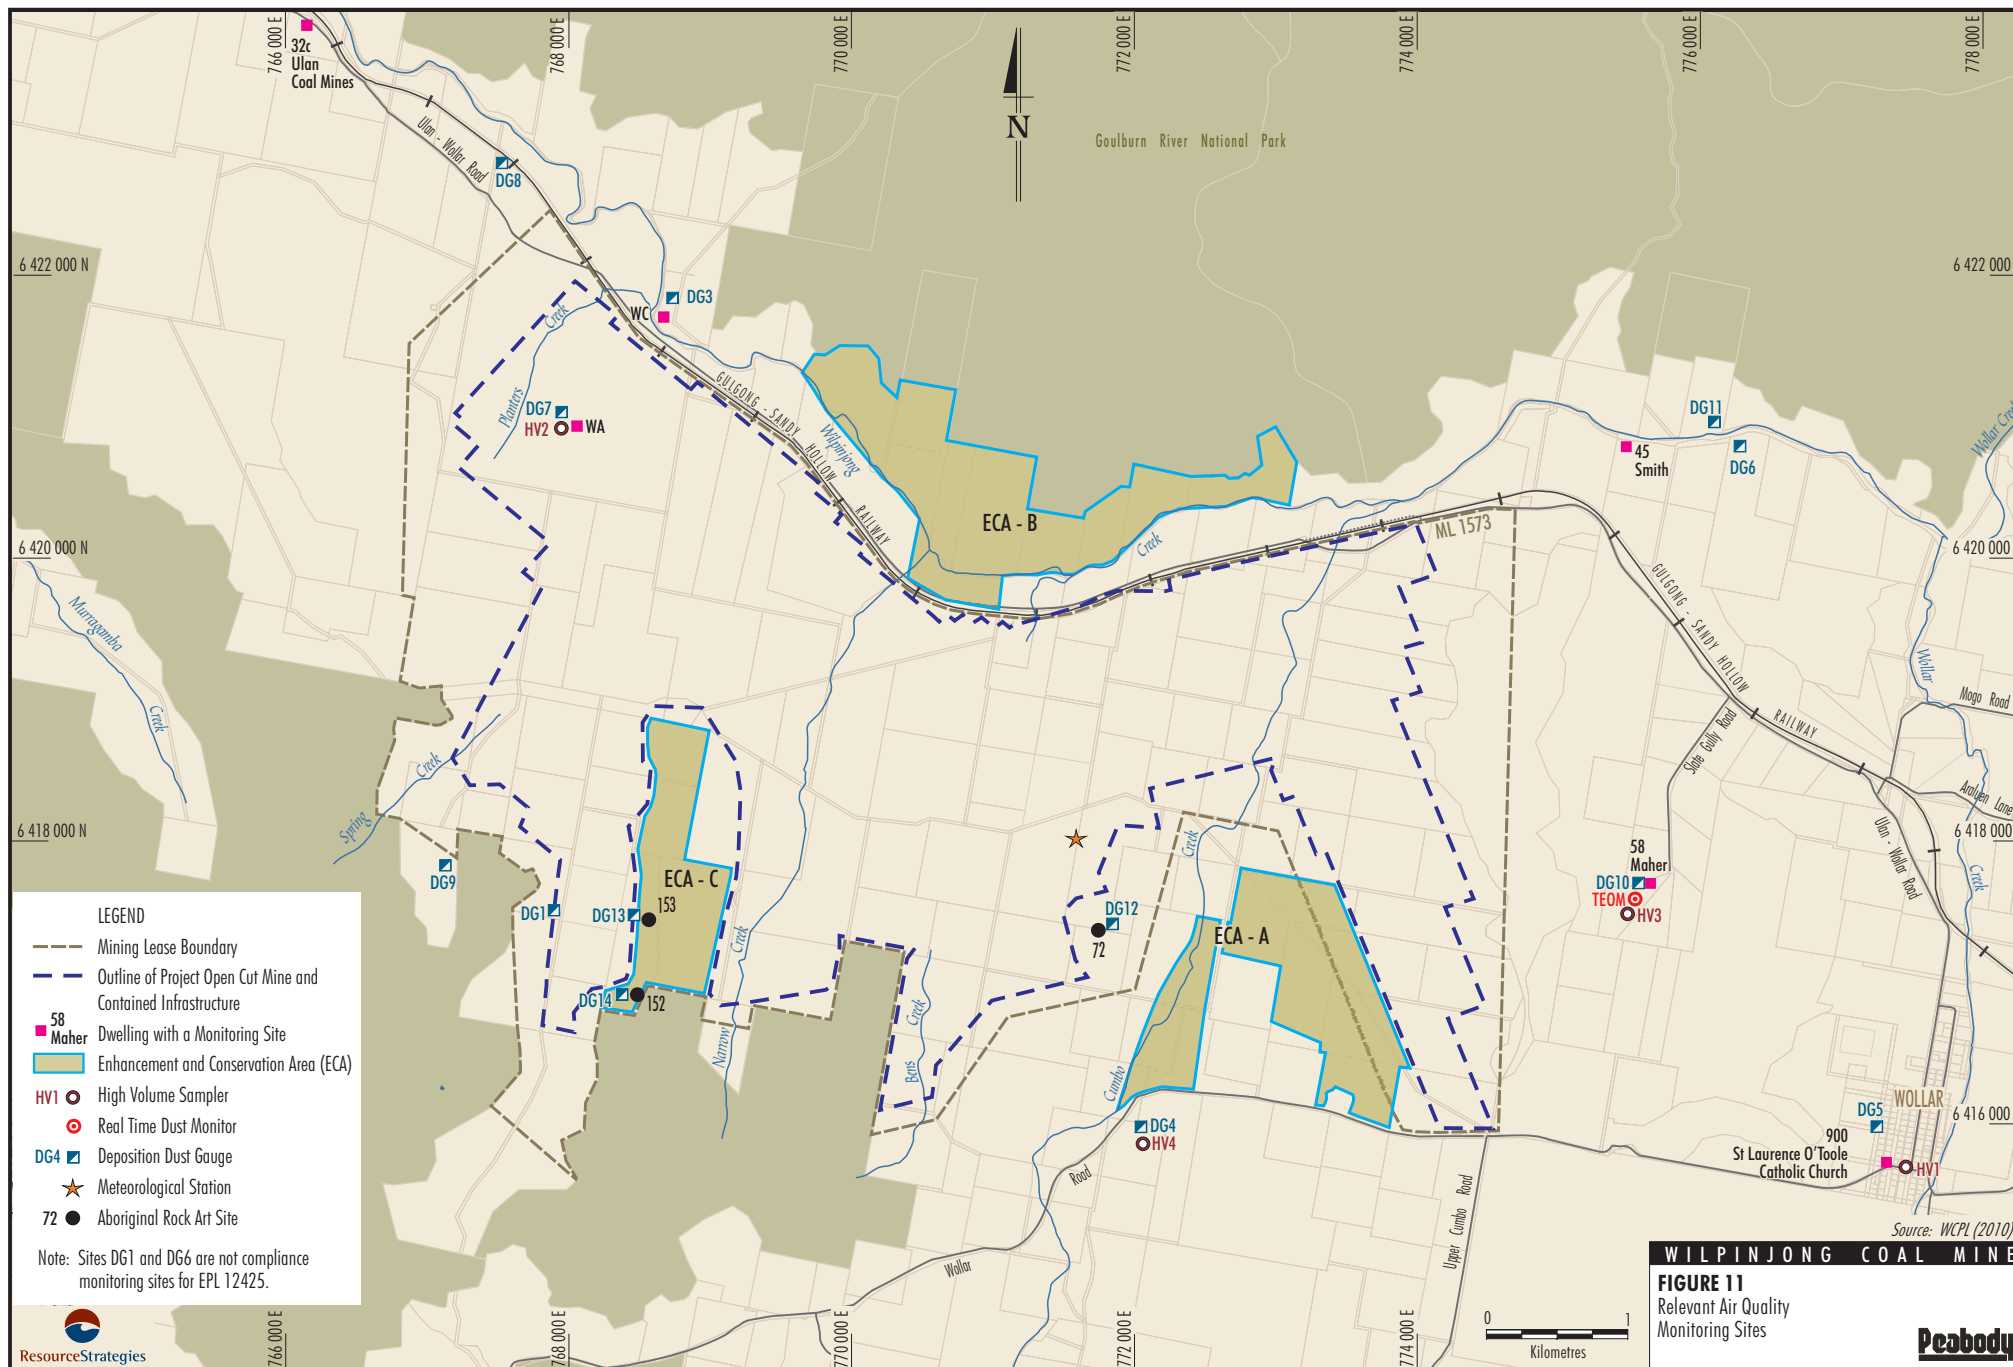 766 000 E
768 000 E
770 000 E
772 000 E
774 000 E
776 000 E
778 000 E
32c
Ulan
Coal Mines
Ulan - Wollar Road
DG8
N
Goulburn River National Park
6 422 000 N
6 422 000
DG3
WC
Planters
Creek
GULGONG - SANDY HOLLOW RAILWAY
DG7
HV2
WA
Wilpinjong
Creek
ECA - B
ML 1573
DG11
45
Smith
DG6
Wollar Creek
6 420 000 N
6 420 000
Murragamba
Creek
GULGONG - SANDY HOLLOW RAILWAY
Wollar
Creek
Mogo Road
Slate Gully Road
Araluen Lane
Ulan - Wollar Road
Spring
Creek
6 418 000 N
6 418 000
DG9
DG1
ECA - C
DG13
153
DG14
152
Narrow
Creek
Bens
Creek
72
DG12
ECA - A
Cumbo
Creek
58
Maher
DG10
TEOM
HV3
DG4
HV4
Wollar
Road
Upper Cumbo Road
WOLLAR
DG5
6 416 000
900
St Laurence O'Toole
Catholic Church
HV1
LEGEND
Mining Lease Boundary
Outline of Project Open Cut Mine and
Contained Infrastructure
58
Maher
Dwelling with a Monitoring Site
Enhancement and Conservation Area (ECA)
HV1 High Volume Sampler
Real Time Dust Monitor
DG4 Deposition Dust Gauge
Meteorological Station
72 Aboriginal Rock Art Site
Note: Sites DG1 and DG6 are not compliance
monitoring sites for EPL 12425.
ResourceStrategies
766 000 E
768 000 E
770 000 E
772 000 E
774 000 E
0 1
Kilometres
Source: WCPL (2010)
WILPINJONG COAL MINE
FIGURE 11
Relevant Air Quality
Monitoring Sites
Peabody